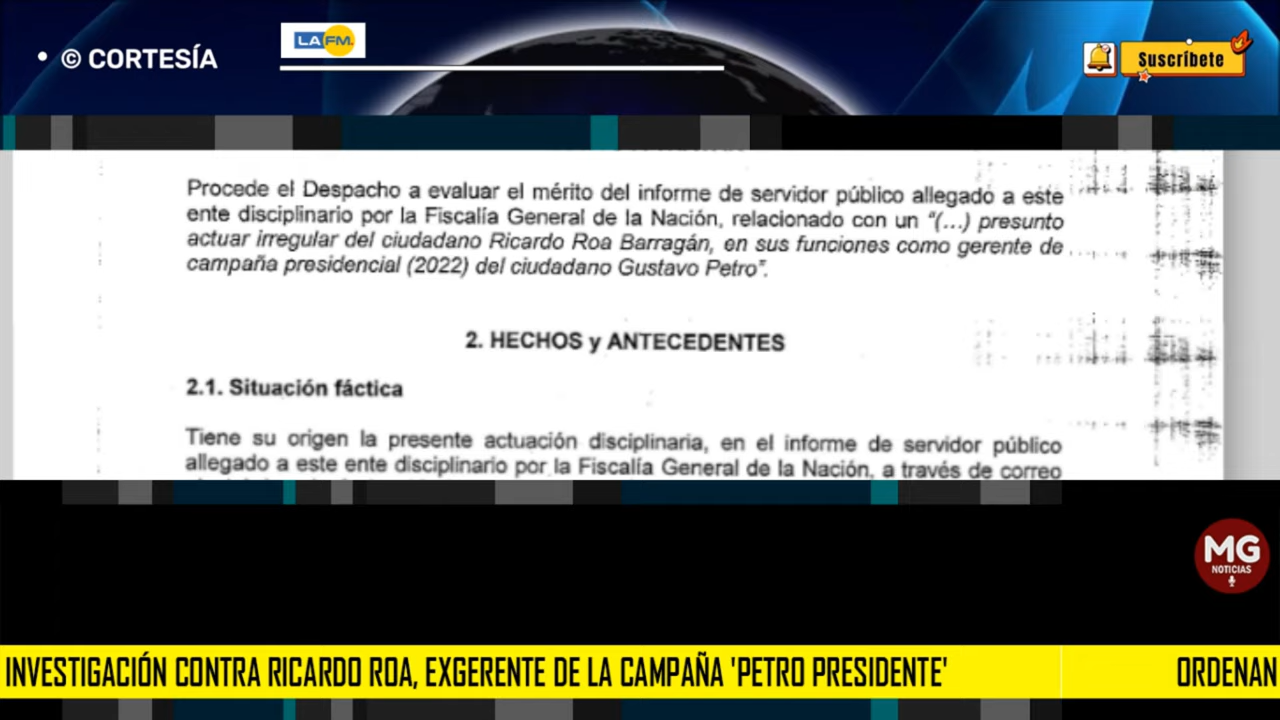 © CORTESÍA
LA FM.
Suscríbete
Procede el Despacho a evaluar el mérito del informe de servidor público allegado a este
ente disciplinario por la Fiscalía General de la Nación, relacionado con un “(...) presunto
actuar irregular del ciudadano Ricardo Roa Barragán, en sus funciones como gerente de
campaña presidencial (2022) del ciudadano Gustavo Petro”.
2. HECHOS y ANTECEDENTES
2.1. Situación fáctica
Tiene su origen la presente actuación disciplinaria, en el informe de servidor público
allegado a este ente disciplinario por la Fiscalía General de la Nación, a través de correo
MG
NOTICIAS
INVESTIGACIÓN CONTRA RICARDO ROA, EXGERENTE DE LA CAMPAÑA 'PETRO PRESIDENTE' ORDENAN